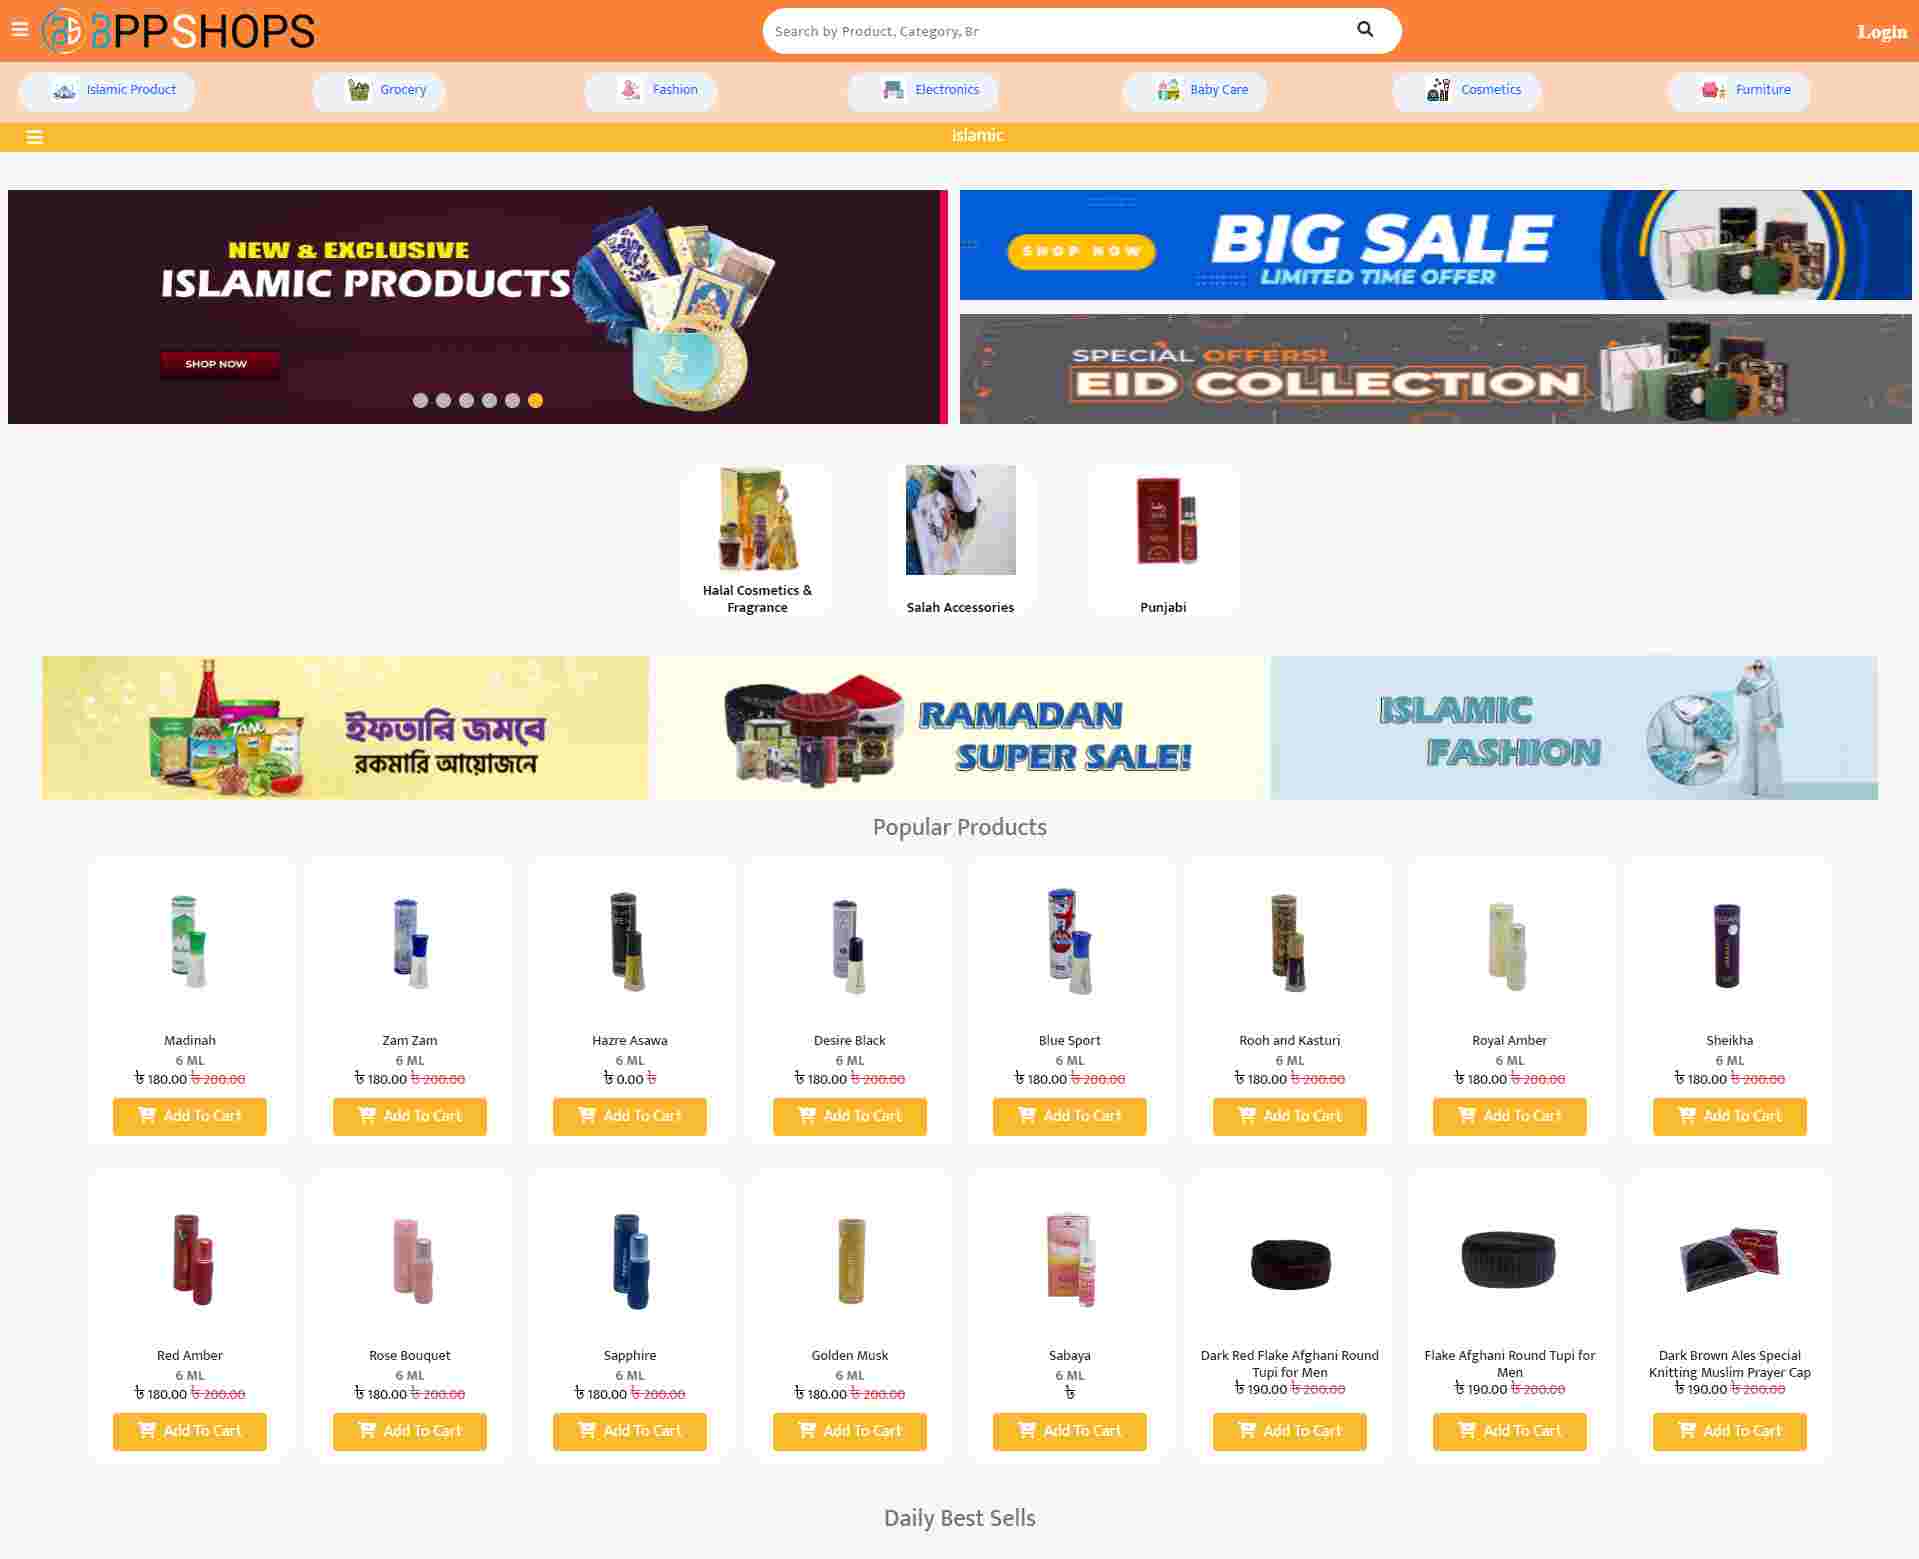 BPPSHOPS
Search by Product, Category, Br
Login
Islamic Product
Grocery
Fashion
Electronics
Baby Care
Cosmetics
Furniture
Islamic
NEW & EXCLUSIVE
ISLAMIC PRODUCTS
SHOP NOW
SHOP NOW
BIG SALE
LIMITED TIME OFFER
SPECIAL OFFERS!
EID COLLECTION
Halal Cosmetics &
Fragrance
Salah Accessories
Punjabi
ইফতারি জমবে
রকমারি আয়োজনে
RAMADAN
SUPER SALE!
ISLAMIC
FASHION
Popular Products
Madinah
6 ML
৳ 180.00 ৳ 200.00
Add To Cart
Zam Zam
6 ML
৳ 180.00 ৳ 200.00
Add To Cart
Hazre Asawa
6 ML
৳ 0.00 ৳
Add To Cart
Desire Black
6 ML
৳ 180.00 ৳ 200.00
Add To Cart
Blue Sport
6 ML
৳ 180.00 ৳ 200.00
Add To Cart
Rooh and Kasturi
6 ML
৳ 180.00 ৳ 200.00
Add To Cart
Royal Amber
6 ML
৳ 180.00 ৳ 200.00
Add To Cart
Sheikha
6 ML
৳ 180.00 ৳ 200.00
Add To Cart
Red Amber
6 ML
৳ 180.00 ৳ 200.00
Add To Cart
Rose Bouquet
6 ML
৳ 180.00 ৳ 200.00
Add To Cart
Sapphire
6 ML
৳ 180.00 ৳ 200.00
Add To Cart
Golden Musk
6 ML
৳ 180.00 ৳ 200.00
Add To Cart
Sabaya
6 ML
৳
Add To Cart
Dark Red Flake Afghani Round
Tupi for Men
৳ 190.00 ৳ 200.00
Add To Cart
Flake Afghani Round Tupi for
Men
৳ 190.00 ৳ 200.00
Add To Cart
Dark Brown Ales Special
Knitting Muslim Prayer Cap
৳ 190.00 ৳ 200.00
Add To Cart
Daily Best Sells